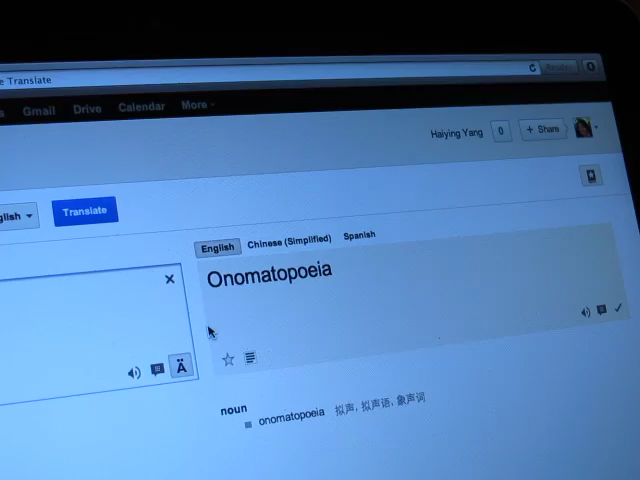 e Translate
Reader
Gmail Drive Calendar More
Haiying Yang 0 + Share
glish Translate
English Chinese (Simplified) Spanish
Onomatopoeia
Ä
noun
onomatopoeia 拟声, 拟声语, 象声词